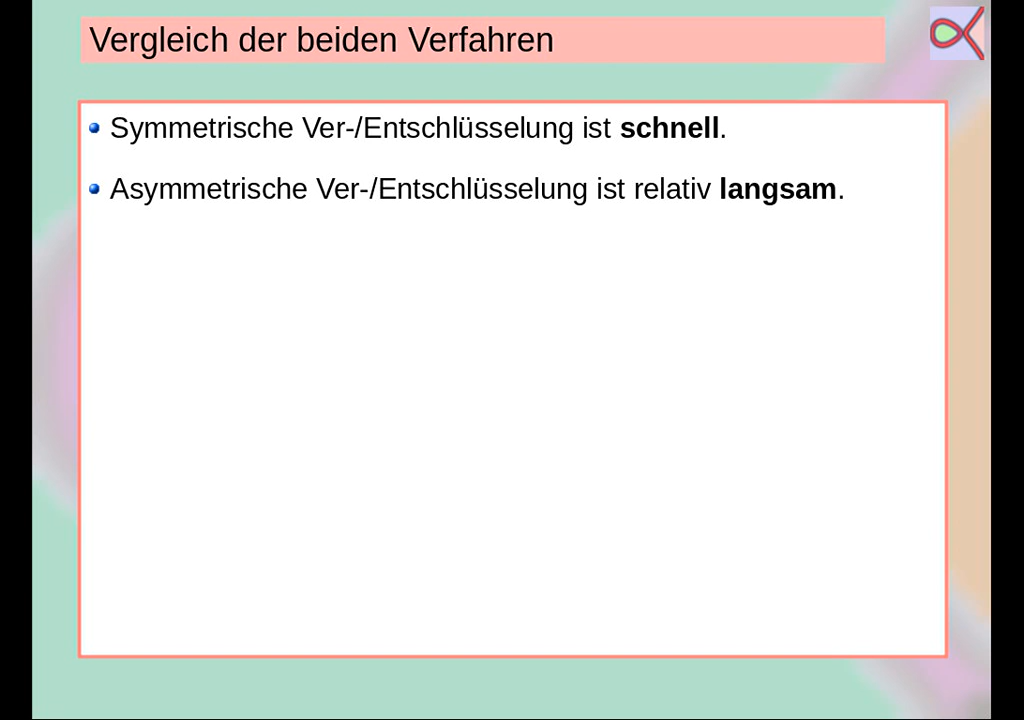 Vergleich der beiden Verfahren
Symmetrische Ver-/Entschlüsselung ist schnell.
Asymmetrische Ver-/Entschlüsselung ist relativ langsam.